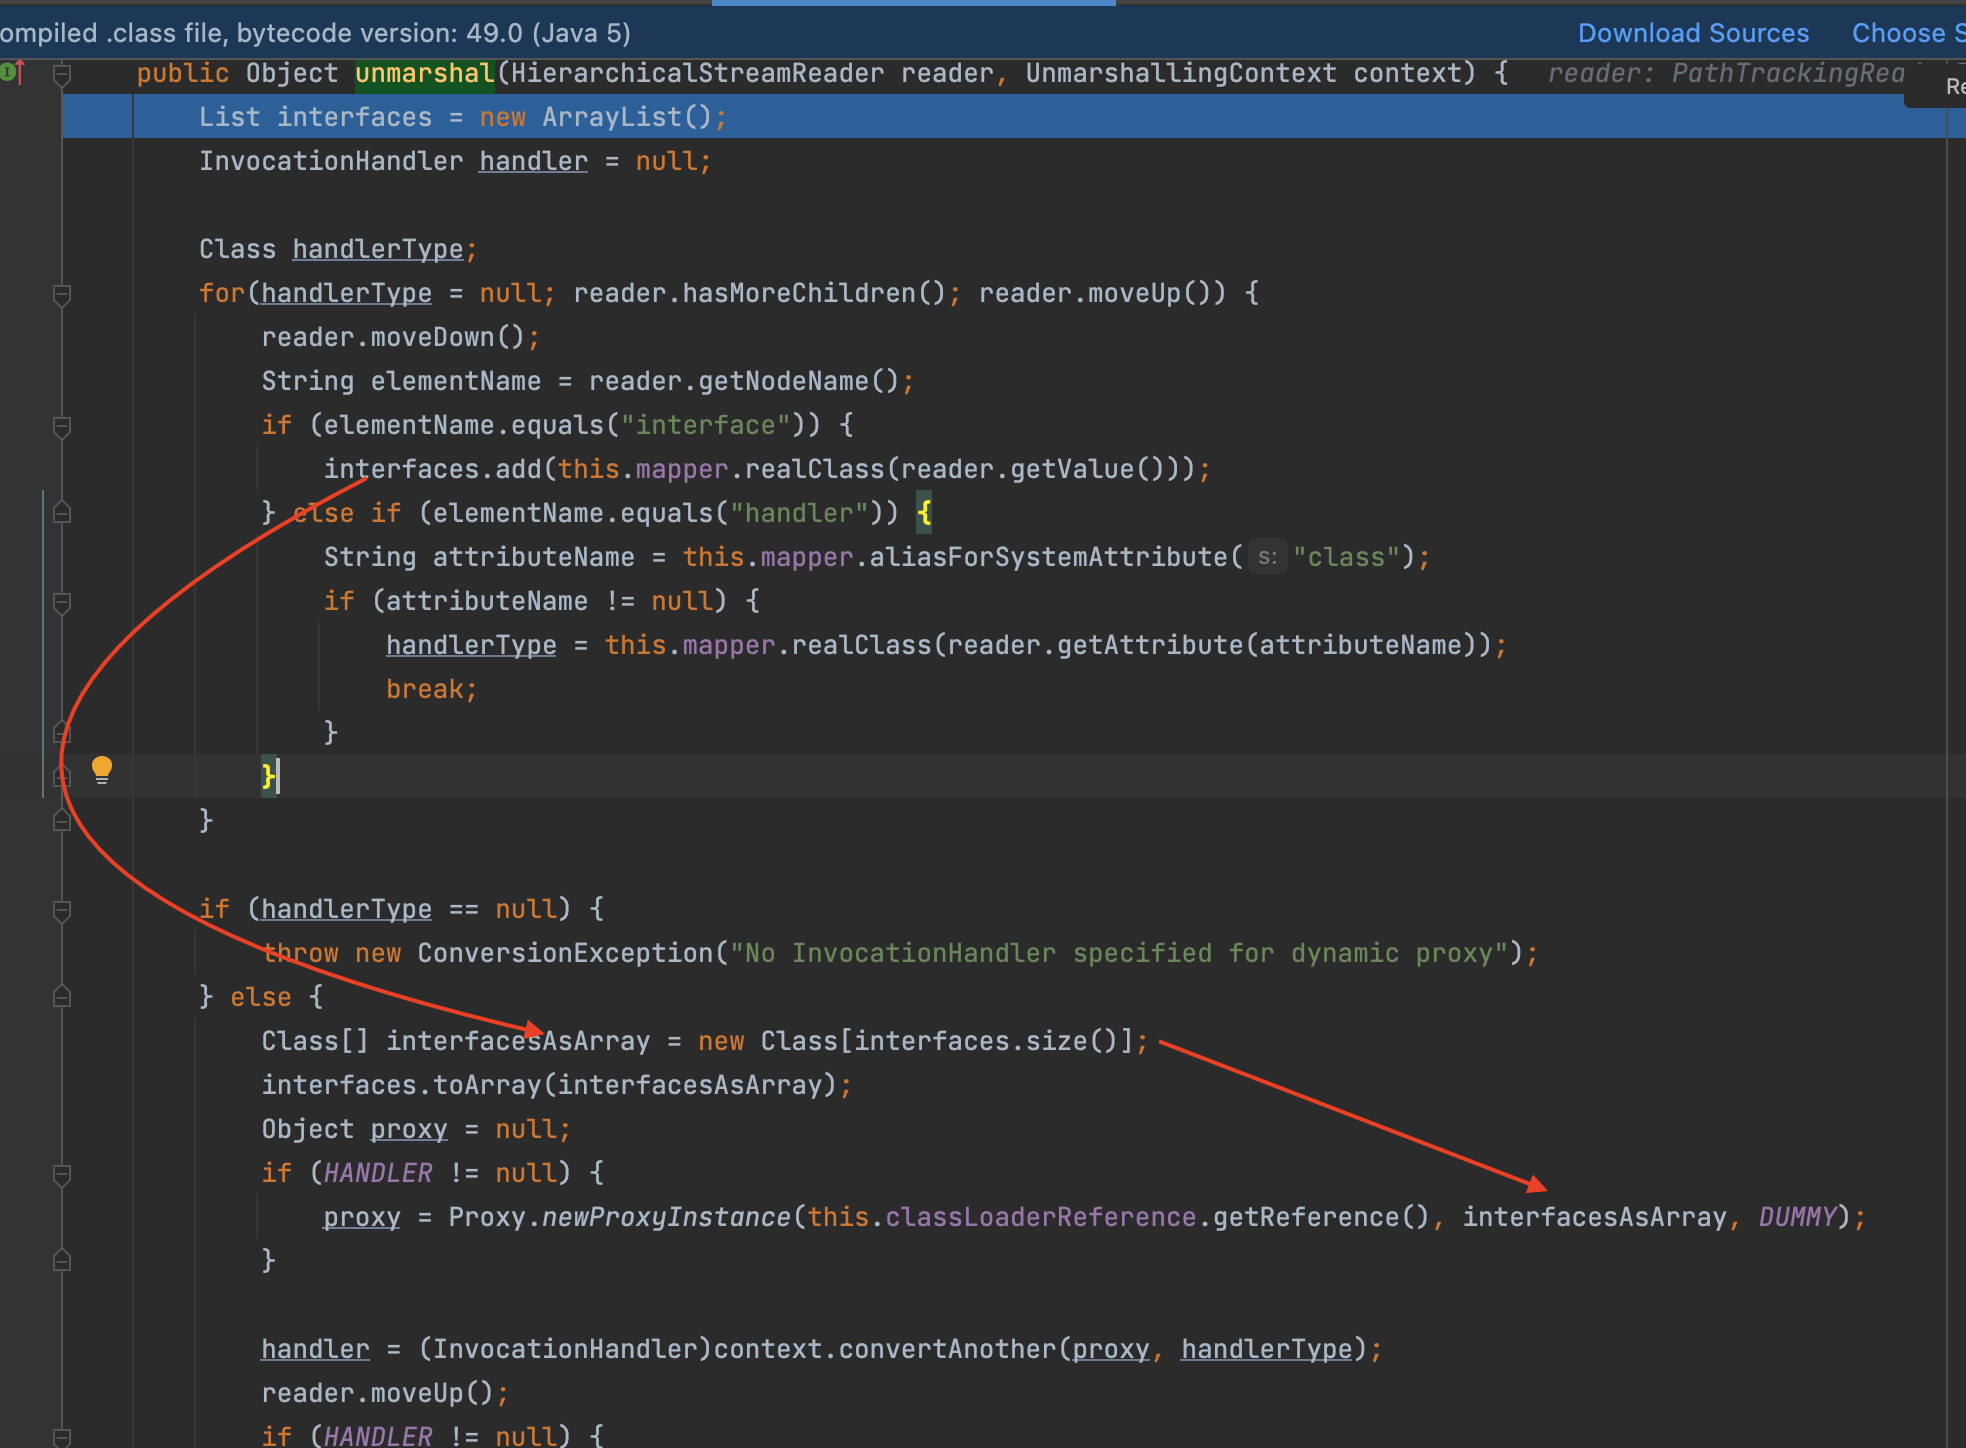 ompiled .class file, bytecode version: 49.0 (Java 5) Download Sources Choose S
public Object unmarshal(HierarchicalStreamReader reader, UnmarshallingContext context) { reader: PathTrackingRea
Re
List interfaces = new ArrayList();
InvocationHandler handler = null;
Class handlerType;
for(handlerType = null; reader.hasMoreChildren(); reader.moveUp()) {
reader.moveDown();
String elementName = reader.getNodeName();
if (elementName.equals("interface")) {
interfaces.add(this.mapper.realClass(reader.getValue()));
} else if (elementName.equals("handler")) {
String attributeName = this.mapper.aliasForSystemAttribute( s: "class");
if (attributeName != null) {
handlerType = this.mapper.realClass(reader.getAttribute(attributeName));
break;
}
}
}
if (handlerType == null) {
throw new ConversionException("No InvocationHandler specified for dynamic proxy");
} else {
Class[] interfacesAsArray = new Class[interfaces.size()];
interfaces.toArray(interfacesAsArray);
Object proxy = null;
if (HANDLER != null) {
proxy = Proxy.newProxyInstance(this.classLoaderReference.getReference(), interfacesAsArray, DUMMY);
}
handler = (InvocationHandler)context.convertAnother(proxy, handlerType);
reader.moveUp();
if (HANDLER != null) {